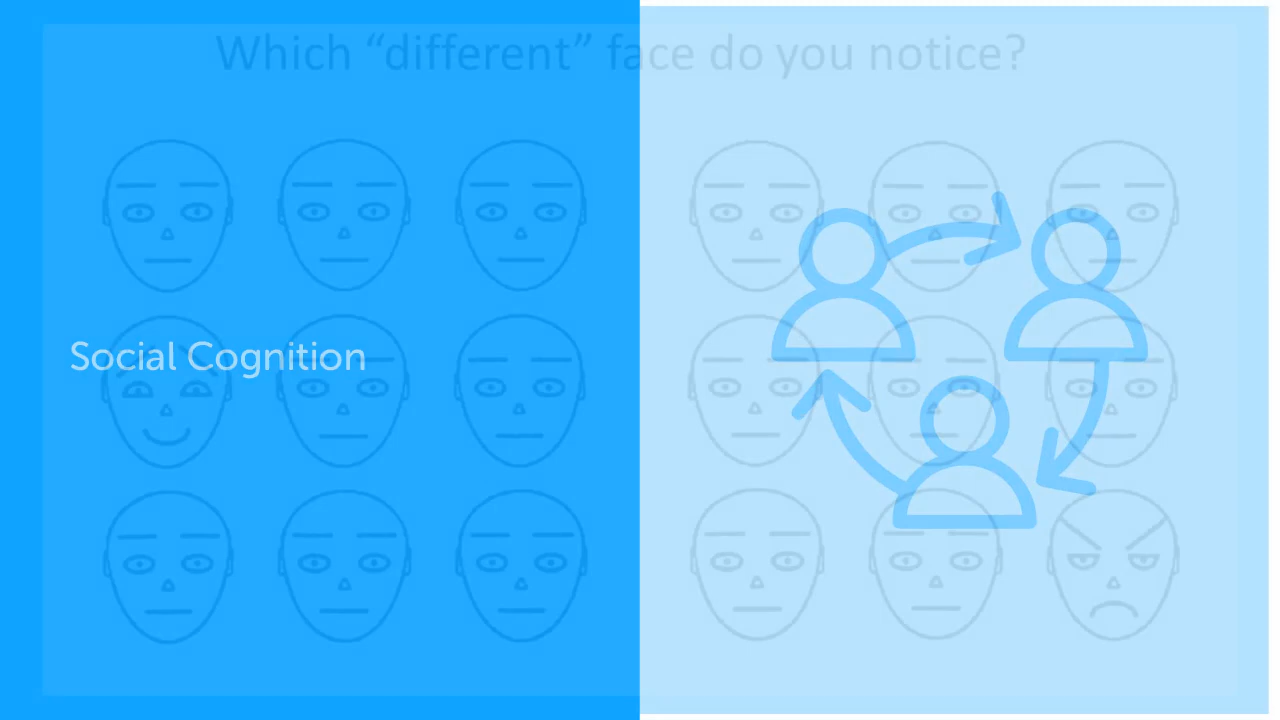 Which “different” face do you notice?
Social Cognition